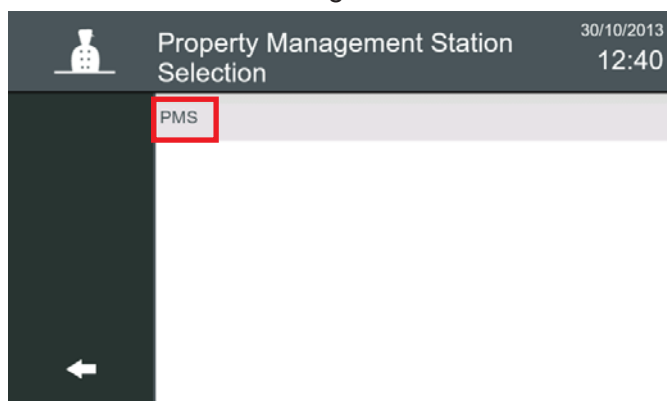 Property Management Station
Selection
30/10/2013
12:40
PMS